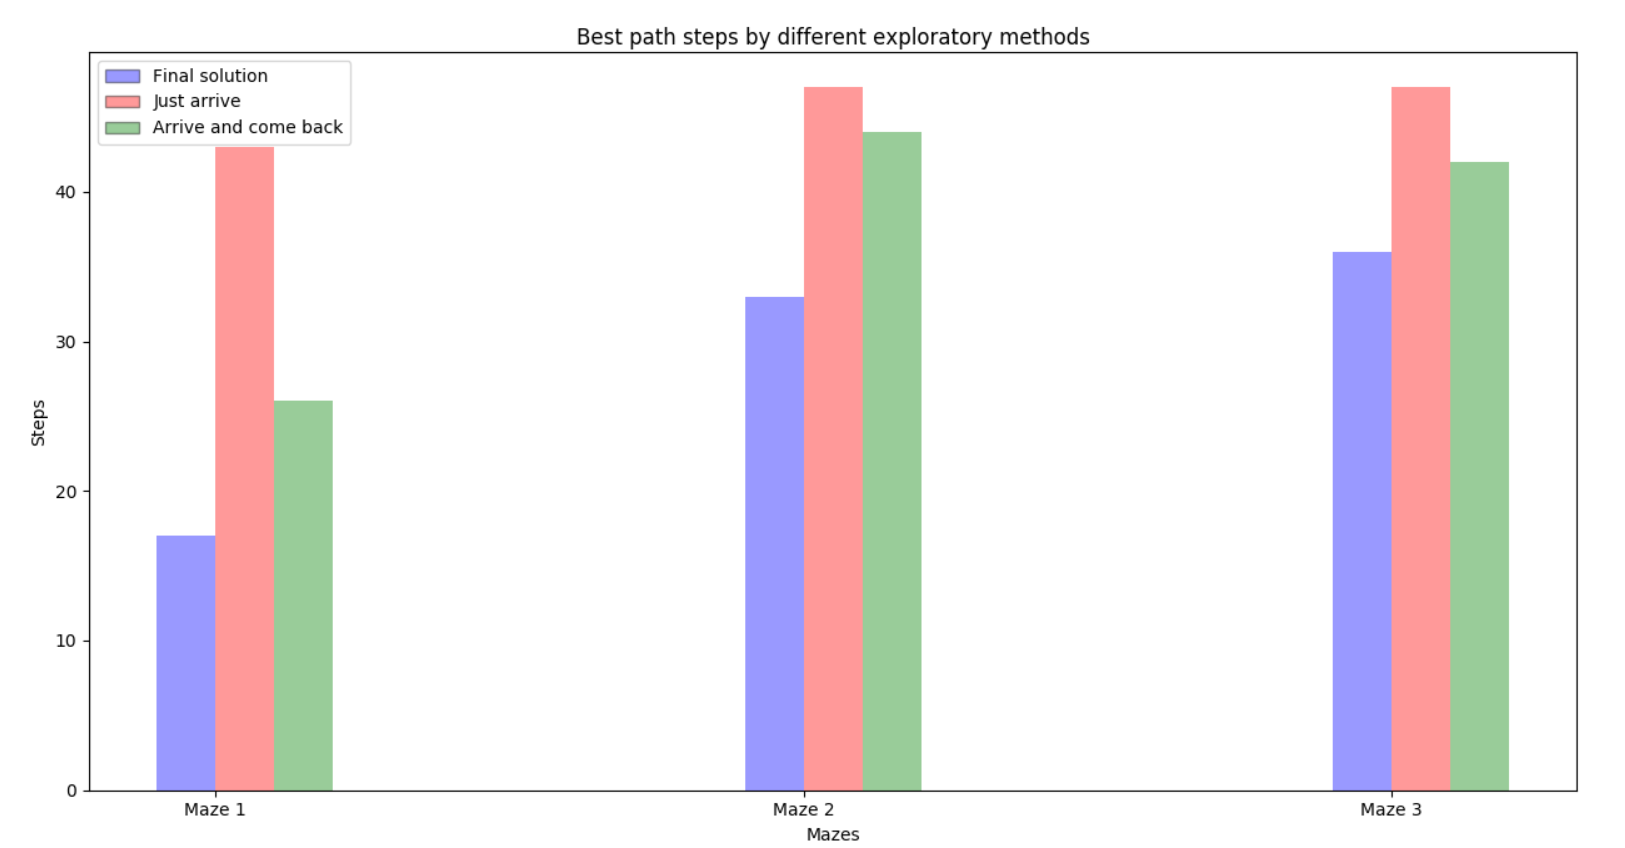 Best path steps by different exploratory methods
Final solution
Just arrive
Arrive and come back
40
30
20
10
0
Steps
Maze 1 Maze 2 Maze 3
Mazes